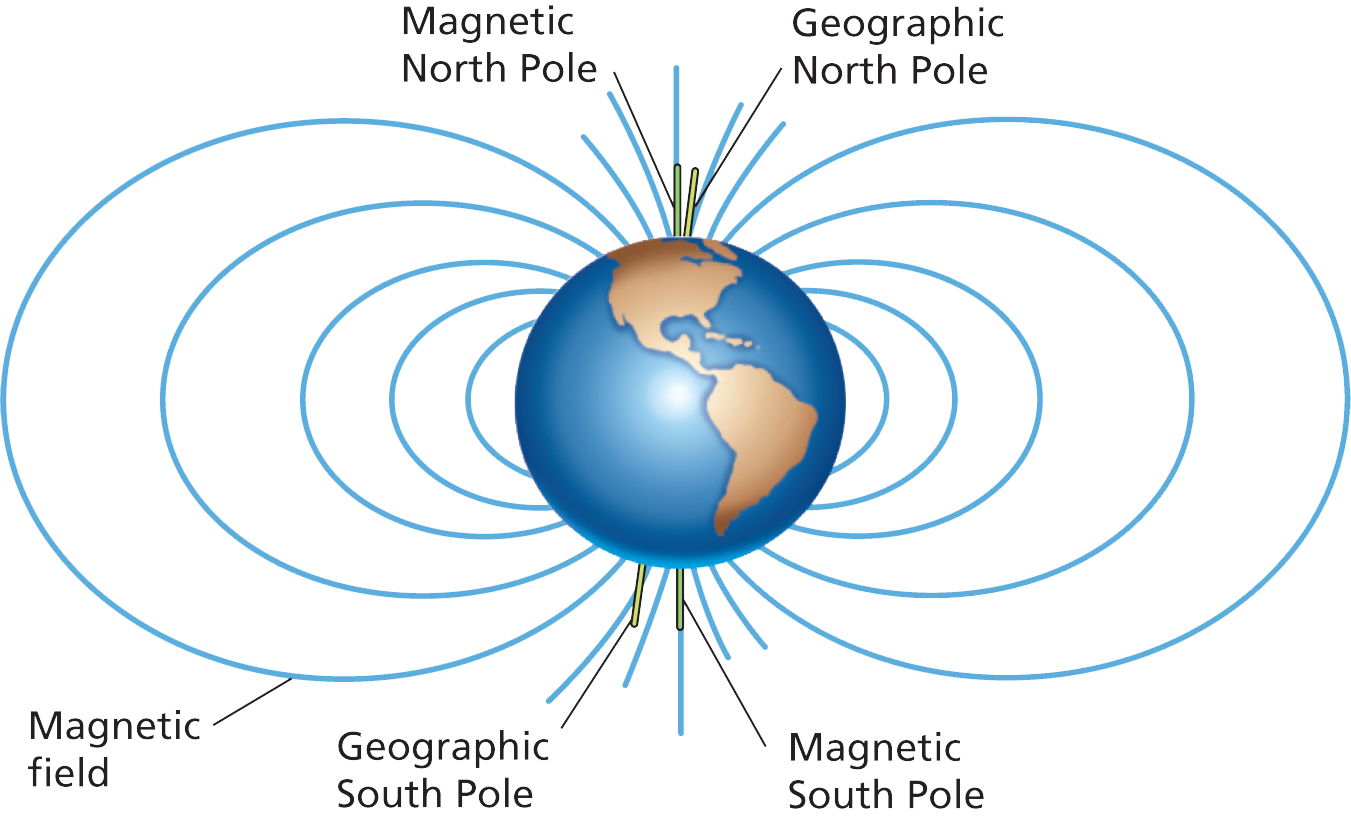 Magnetic
North Pole
Geographic
North Pole
Magnetic
field
Geographic
South Pole
Magnetic
South Pole